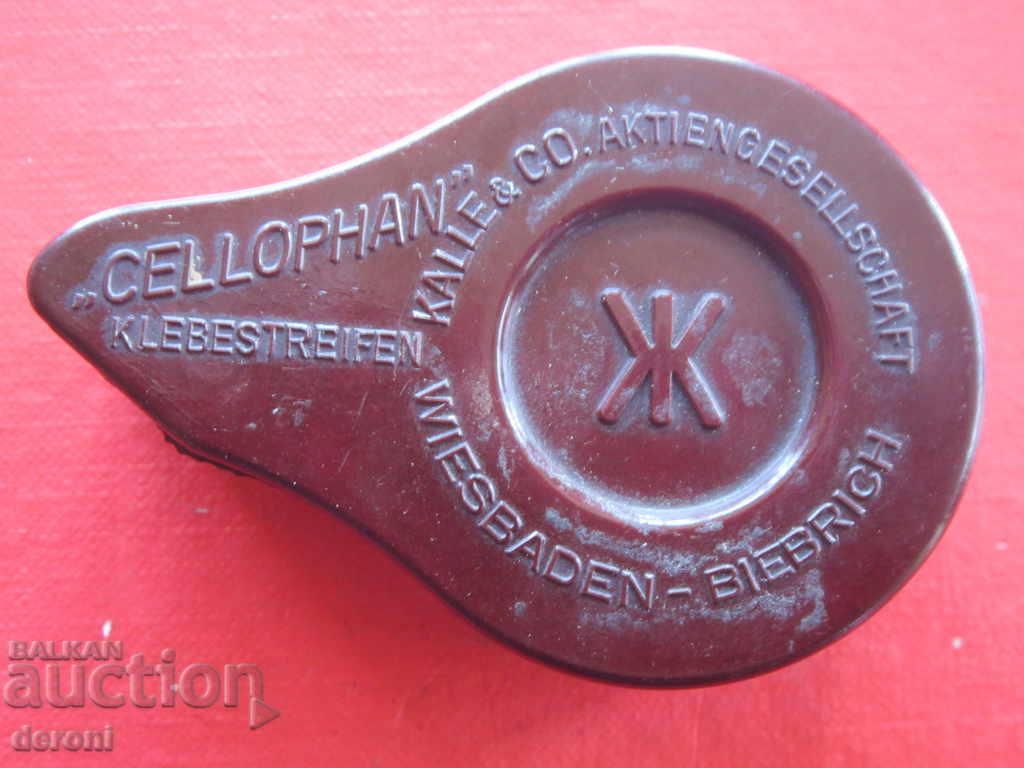 „CELLOPHAN”
KLEBESTREIFEN
KALLE & CO. AKTIENGESELLSCHAFT
WIESBADEN-BIEBRICH
BALKAN
auction
deroni